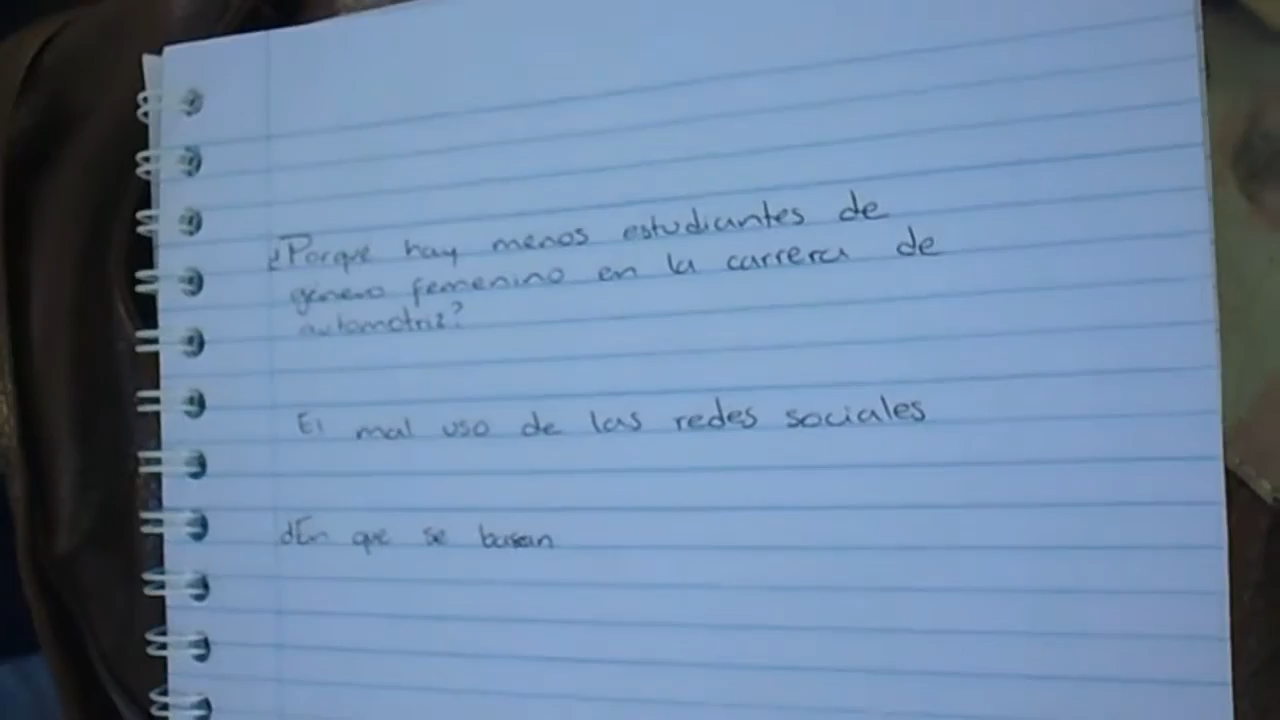 ¿Porque hay menos estudiantes de
género femenino en la carrera de
automotriz?
El mal uso de las redes sociales
¿En que se basan